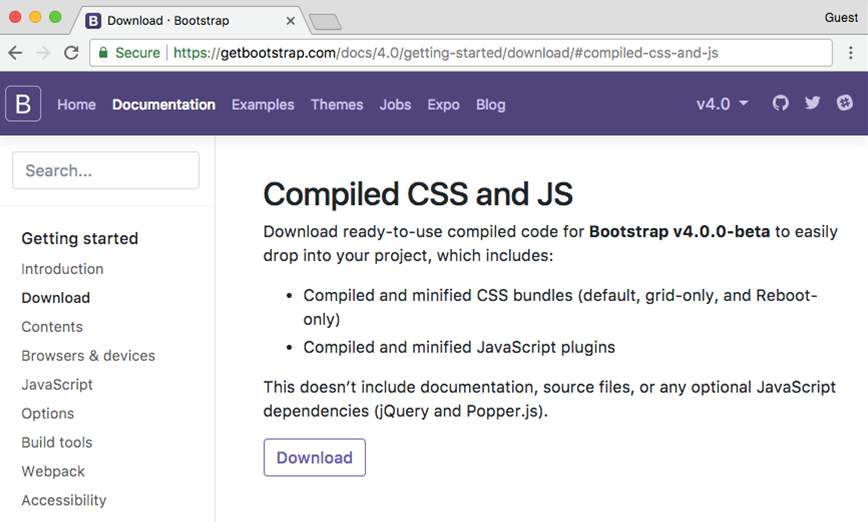 Download · Bootstrap
Guest
Secure | https://getbootstrap.com/docs/4.0/getting-started/download/#compiled-css-and-js
B Home Documentation Examples Themes Jobs Expo Blog v4.0
Search...
Getting started
Introduction
Download
Contents
Browsers & devices
JavaScript
Options
Build tools
Webpack
Accessibility
Compiled CSS and JS
Download ready-to-use compiled code for Bootstrap v4.0.0-beta to easily
drop into your project, which includes:
• Compiled and minified CSS bundles (default, grid-only, and Reboot-
only)
• Compiled and minified JavaScript plugins
This doesn’t include documentation, source files, or any optional JavaScript
dependencies (jQuery and Popper.js).
Download